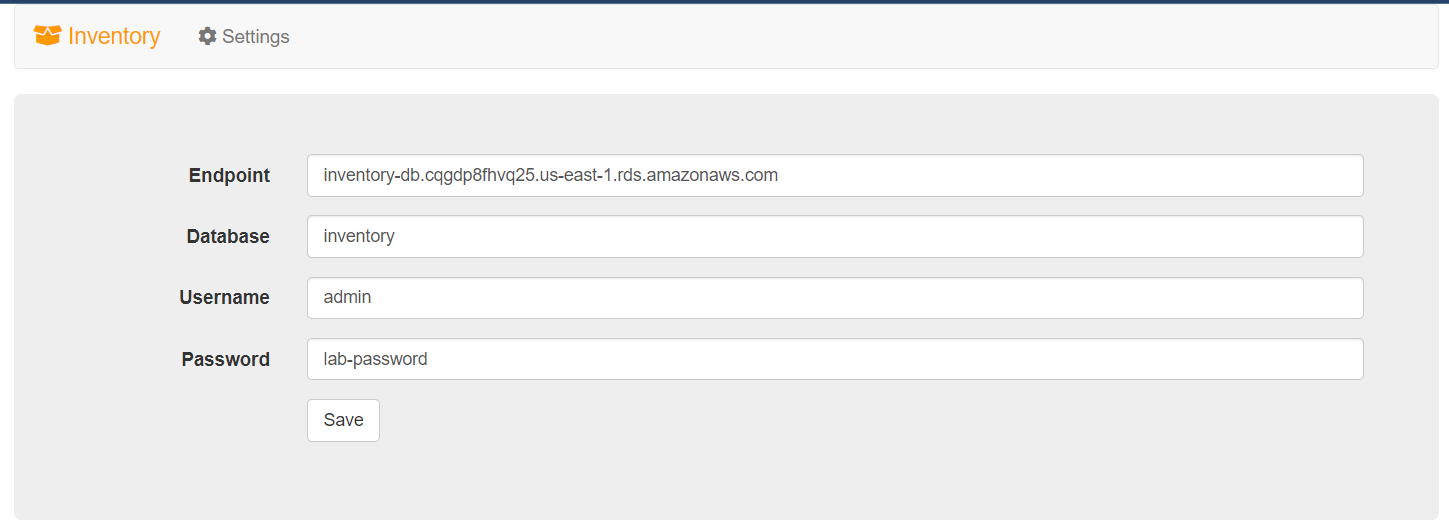 Inventory Settings
Endpoint inventory-db.cqgdp8fhvq25.us-east-1.rds.amazonaws.com
Database inventory
Username admin
Password lab-password
Save